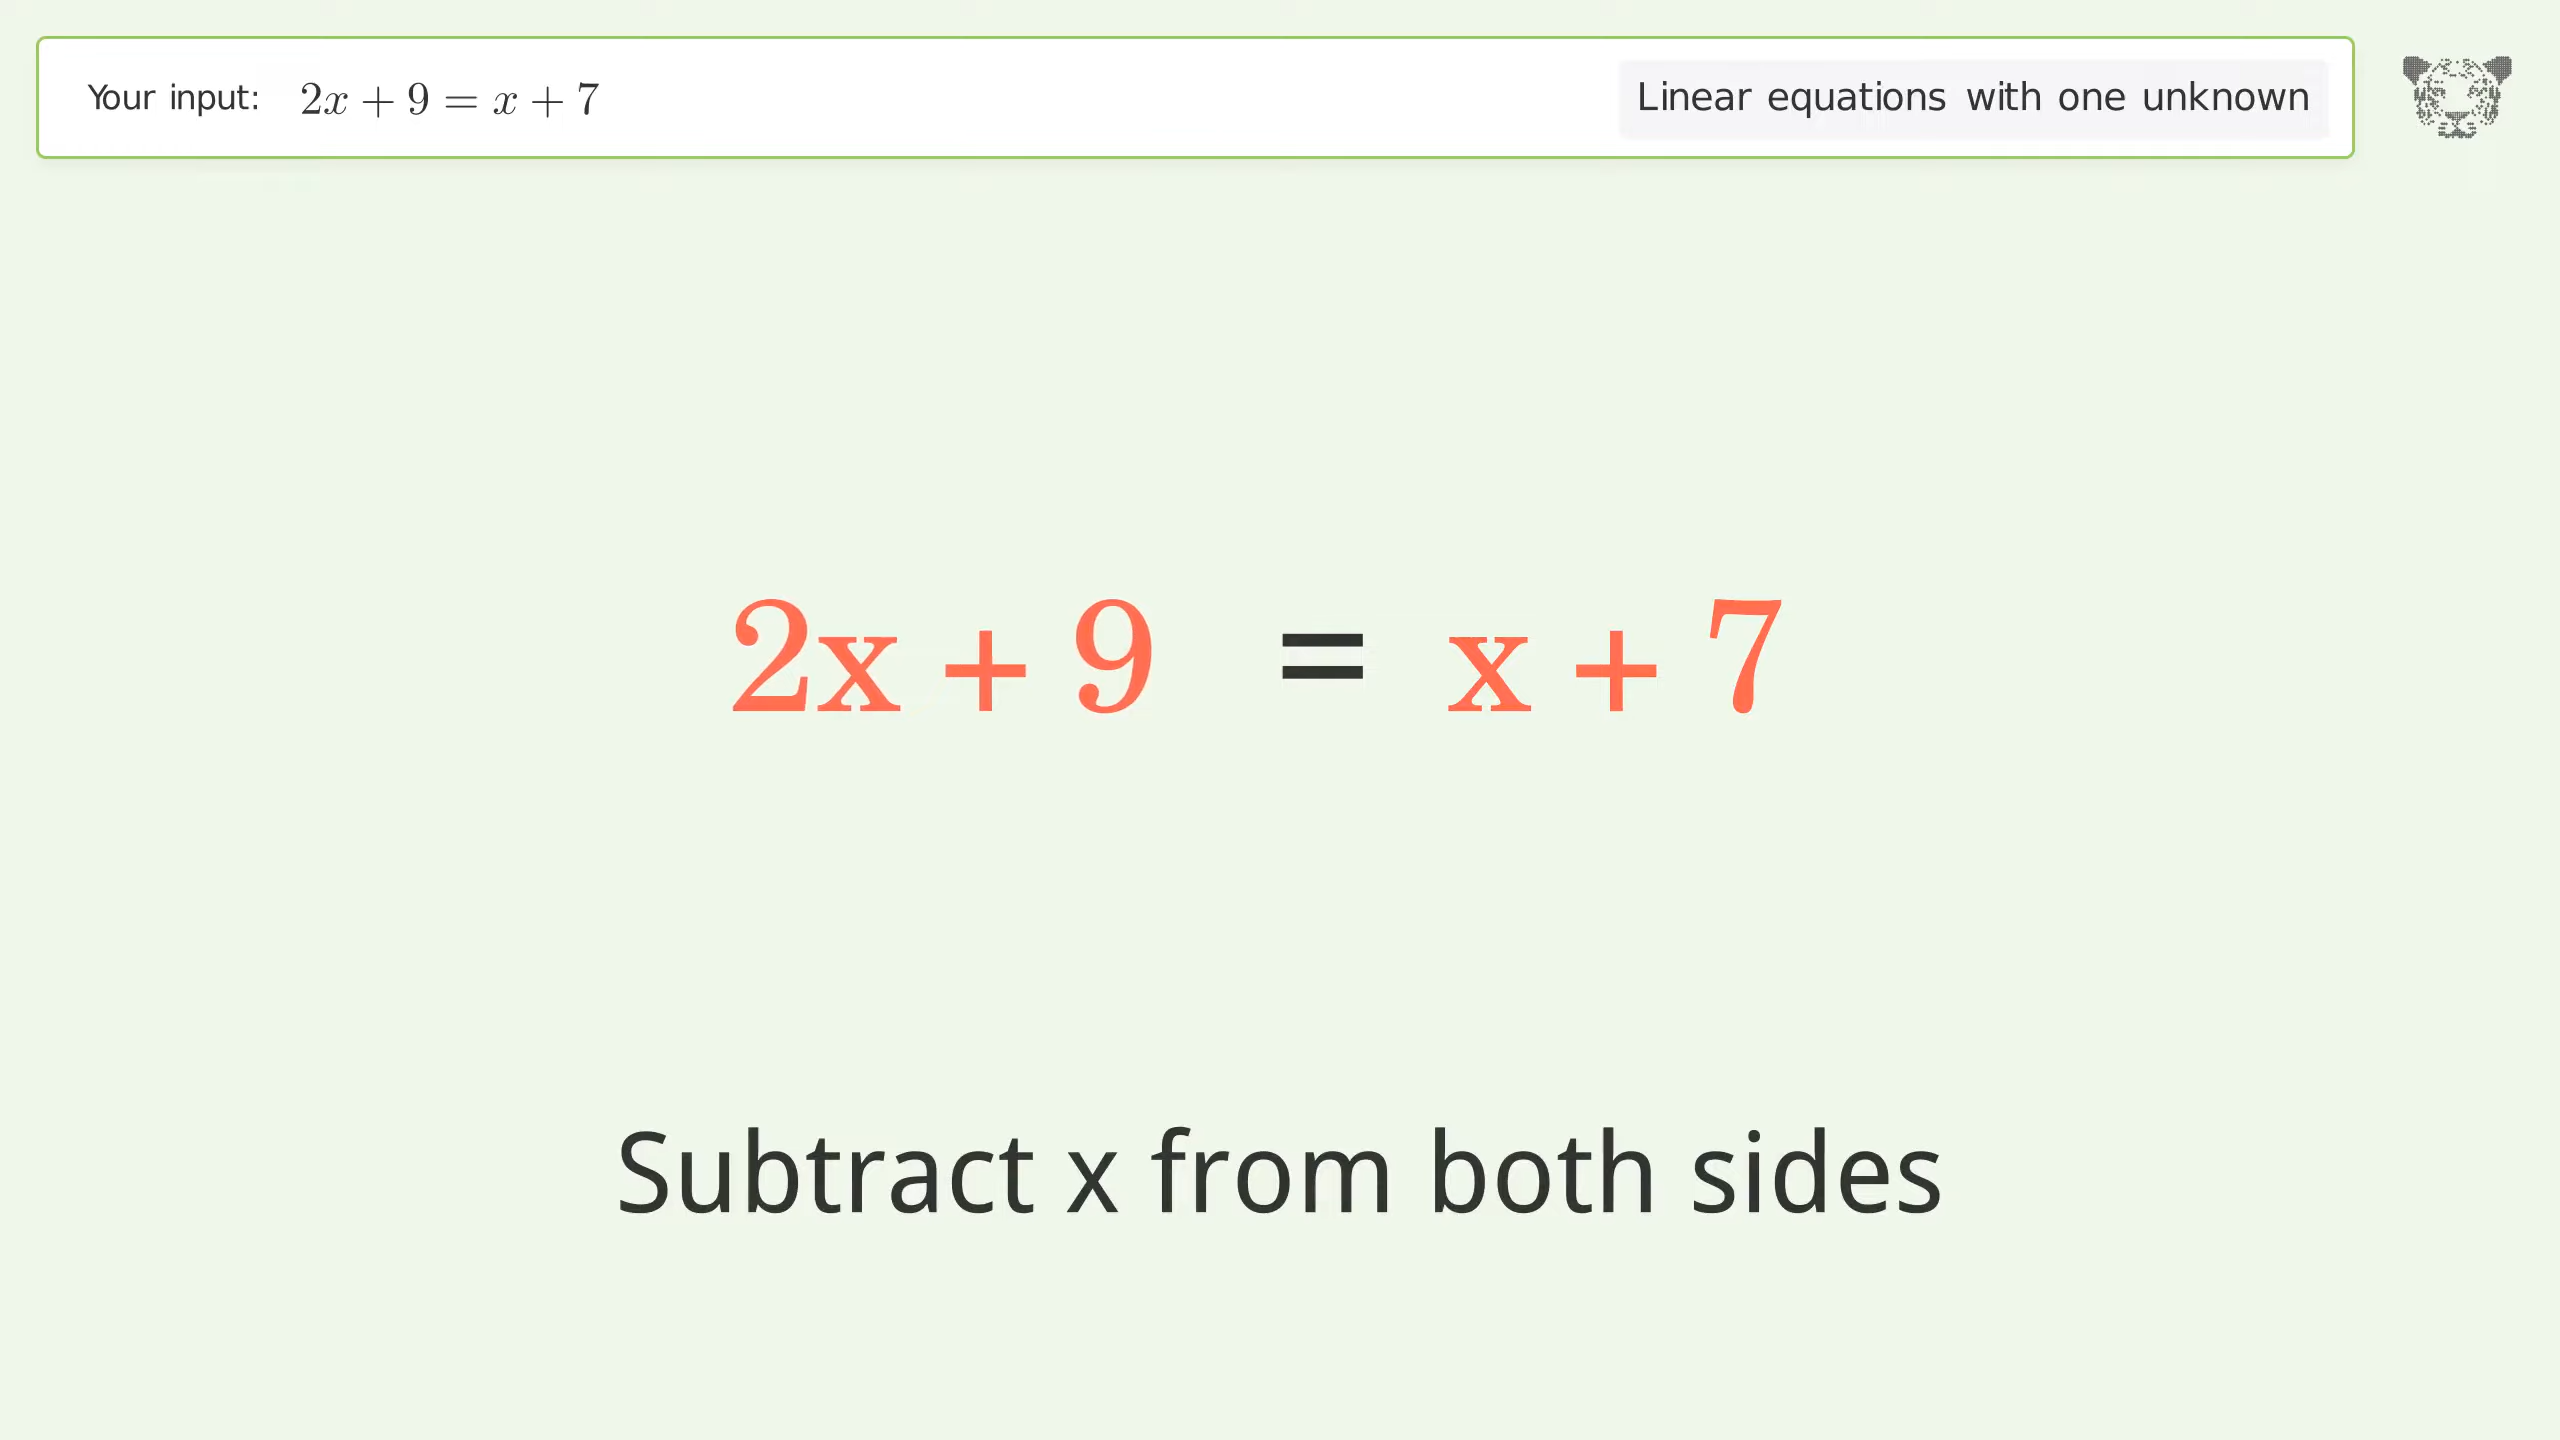 Your input: 2x + 9 = x + 7
Linear equations with one unknown
2x + 9 = x + 7
Subtract x from both sides